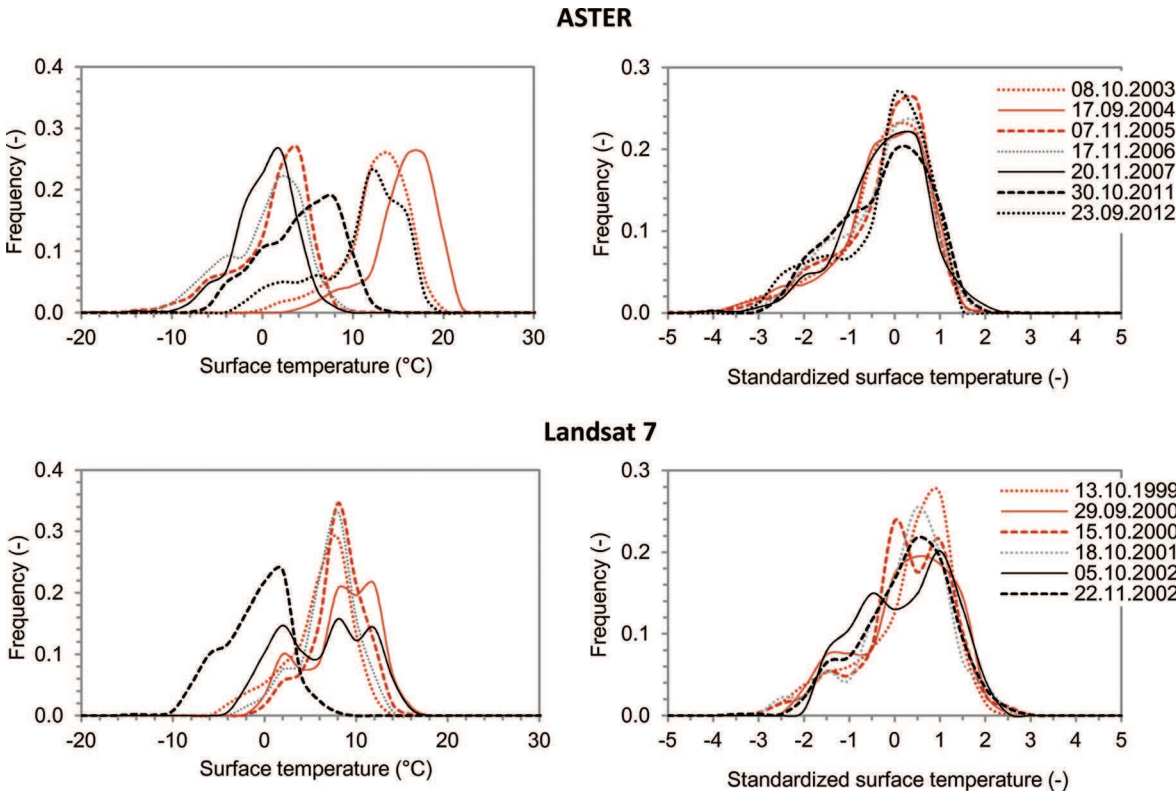 ASTER
0.4
0.3
0.2
0.1
0.0
Frequency (-)
-20 -10 0 10 20 30
Surface temperature (°C)
0.3
0.2
0.1
0.0
Frequency (-)
-5 -4 -3 -2 -1 0 1 2 3 4 5
Standardized surface temperature (-)
08.10.2003
17.09.2004
07.11.2005
17.11.2006
20.11.2007
30.10.2011
23.09.2012
Landsat 7
0.4
0.3
0.2
0.1
0.0
Frequency (-)
-20 -10 0 10 20 30
Surface temperature (°C)
0.3
0.2
0.1
0.0
Frequency (-)
-5 -4 -3 -2 -1 0 1 2 3 4 5
Standardized surface temperature (-)
13.10.1999
29.09.2000
15.10.2000
18.10.2001
05.10.2002
22.11.2002